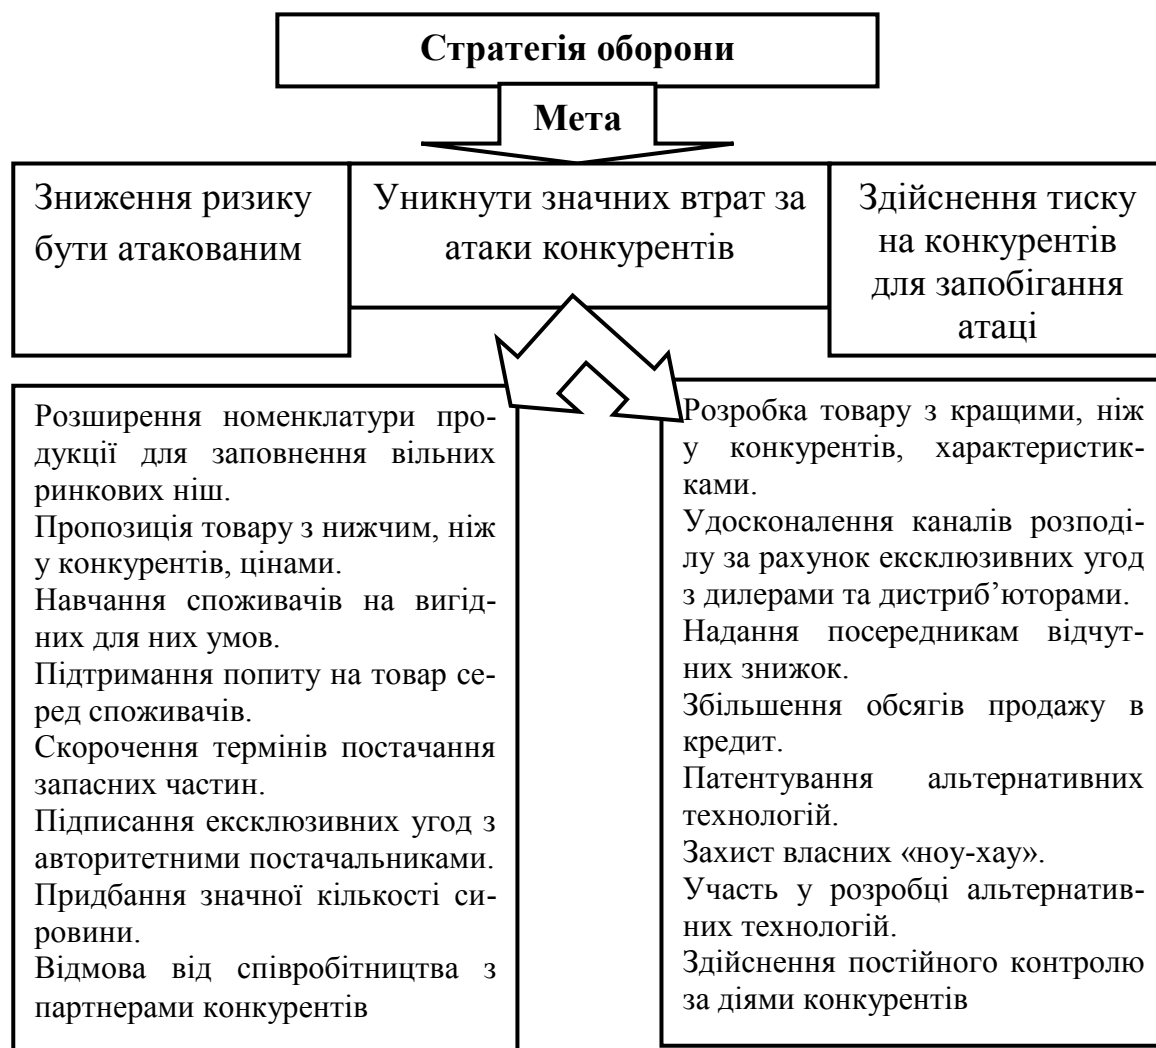 Стратегія оборони
Мета
Зниження ризику
бути атакованим
Уникнути значних втрат за
атаки конкурентів
Здійснення тиску
на конкурентів
для запобігання
атаці
Розширення номенклатури про-
дукції для заповнення вільних
ринкових ніш.
Пропозиція товару з нижчим, ніж
у конкурентів, цінами.
Навчання споживачів на вигід-
них для них умов.
Підтримання попиту на товар се-
ред споживачів.
Скорочення термінів постачання
запасних частин.
Підписання ексклюзивних угод з
авторитетними постачальниками.
Придбання значної кількості си-
ровини.
Відмова від співробітництва з
партнерами конкурентів
Розробка товару з кращими, ніж
у конкурентів, характеристик-
ками.
Удосконалення каналів розподі-
лу за рахунок ексклюзивних угод
з дилерами та дистриб’юторами.
Надання посередникам відчут-
них знижок.
Збільшення обсягів продажу в
кредит.
Патентування альтернативних
технологій.
Захист власних «ноу-хау».
Участь у розробці альтернатив-
них технологій.
Здійснення постійного контролю
за діями конкурентів